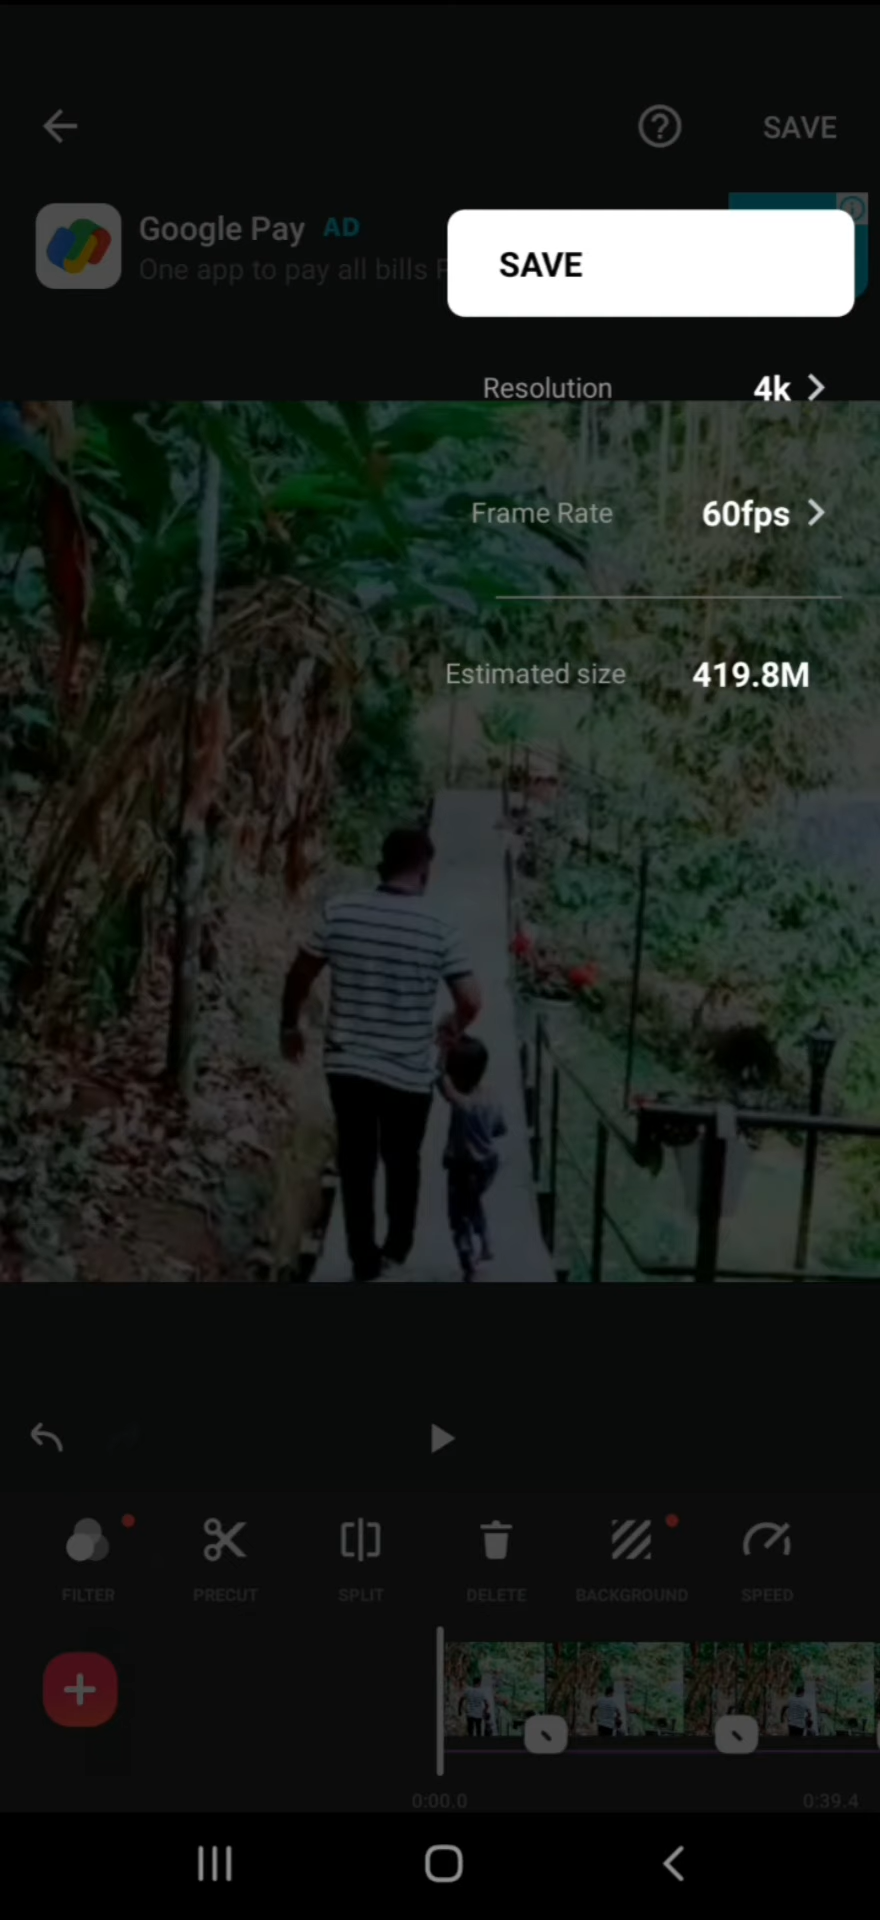 SAVE
Google Pay AD
One app to pay all bills
SAVE
Resolution 4k
Frame Rate 60fps
Estimated size 419.8M
FILTER PRECUT SPLIT DELETE BACKGROUND SPEED
0:00.0 0:39.4